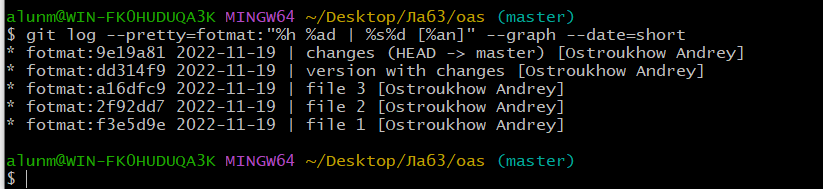 alunm@WIN-FK0HUDUQA3K MINGW64 ~/Desktop/Лаб3/oas (master)
$ git log --pretty=fotmat:"%h %ad | %s%d [%an]" --graph --date=short
* fotmat:9e19a81 2022-11-19 | changes (HEAD -> master) [Ostroukhow Andrey]
* fotmat:dd314f9 2022-11-19 | version with changes [Ostroukhow Andrey]
* fotmat:a16dfc9 2022-11-19 | file 3 [Ostroukhow Andrey]
* fotmat:2f92dd7 2022-11-19 | file 2 [Ostroukhow Andrey]
* fotmat:f3e5d9e 2022-11-19 | file 1 [Ostroukhow Andrey]
alunm@WIN-FK0HUDUQA3K MINGW64 ~/Desktop/Лаб3/oas (master)
$